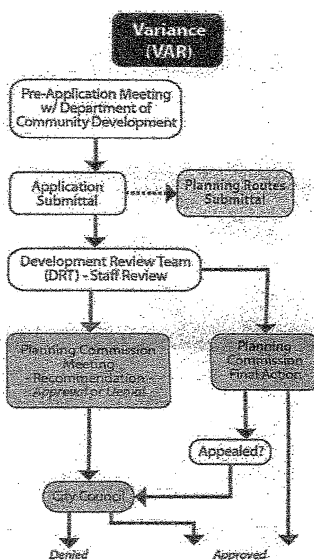 Variance
(VAR)
Pre-Application Meeting
w/ Department of
Community Development
Application
Submittal
Planning Routes
Submittal
Development Review Team
(DRT) - Staff Review
Planning Commission
Meeting
- Recommendation -
Approval or Denial
Planning
Commission
Final Action
Appealed?
City Council
Denied
Approved